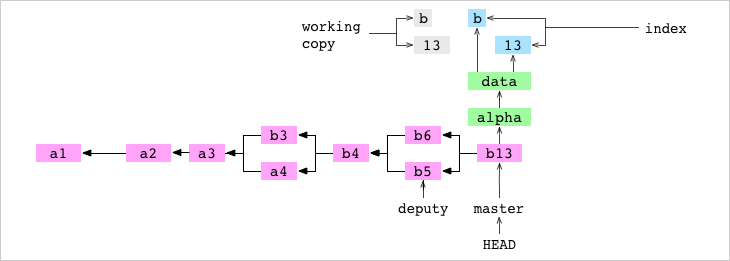 working
copy
b
13
b
13
index
data
alpha
a1
a2
a3
b3
a4
b4
b6
b5
b13
deputy
master
HEAD